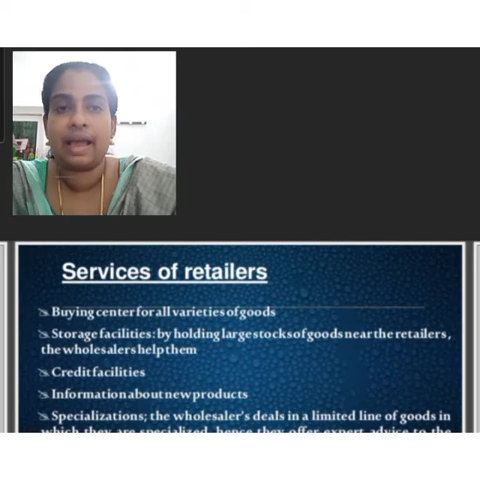 Services of retailers
Buying center for all varieties of goods
Storage facilities: by holding large stocks of goods near the retailers,
the wholesalers help them
Credit facilities
Information about new products
Specializations; the wholesaler's deals in a limited line of goods in
which they are specialized, hence they offer expert advice to the